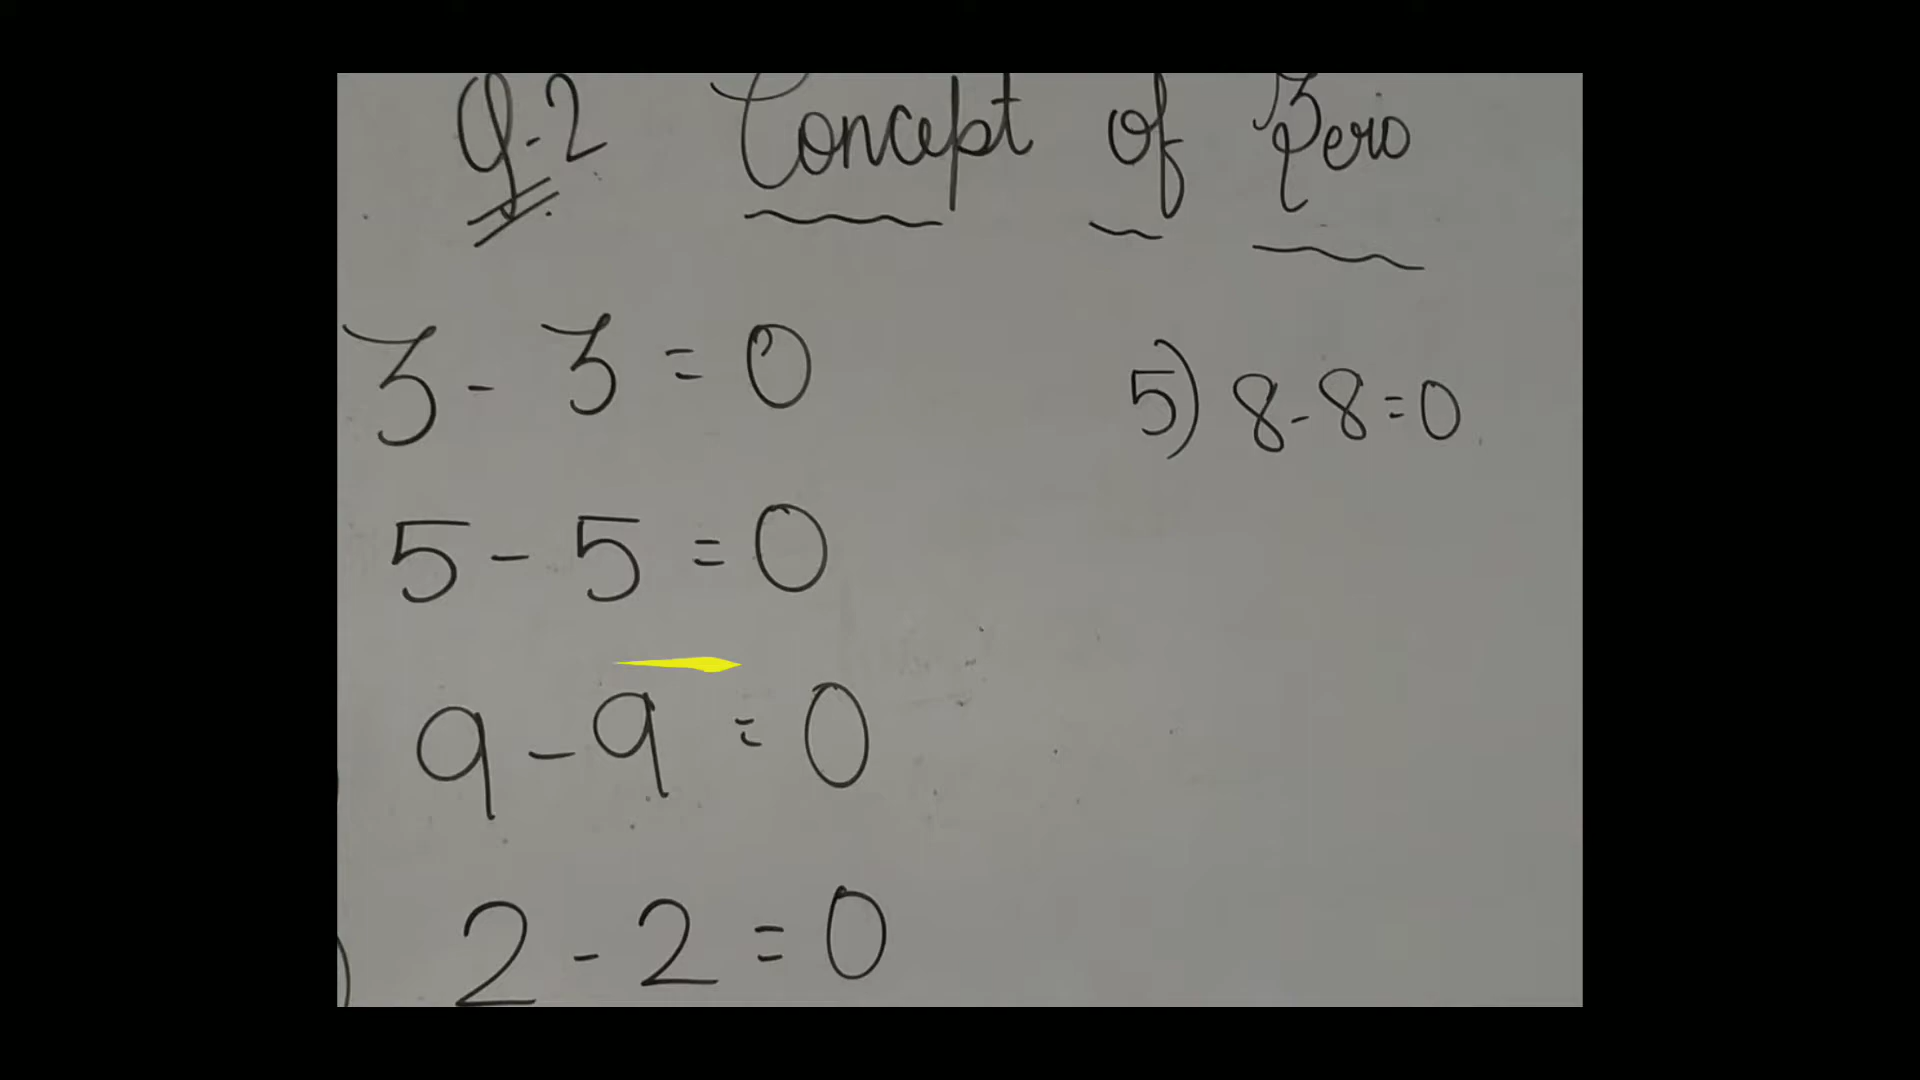 Q-2 Concept of Zero
3 - 3 = 0
5 - 5 = 0
9 - 9 = 0
2 - 2 = 0
5) 8 - 8 = 0